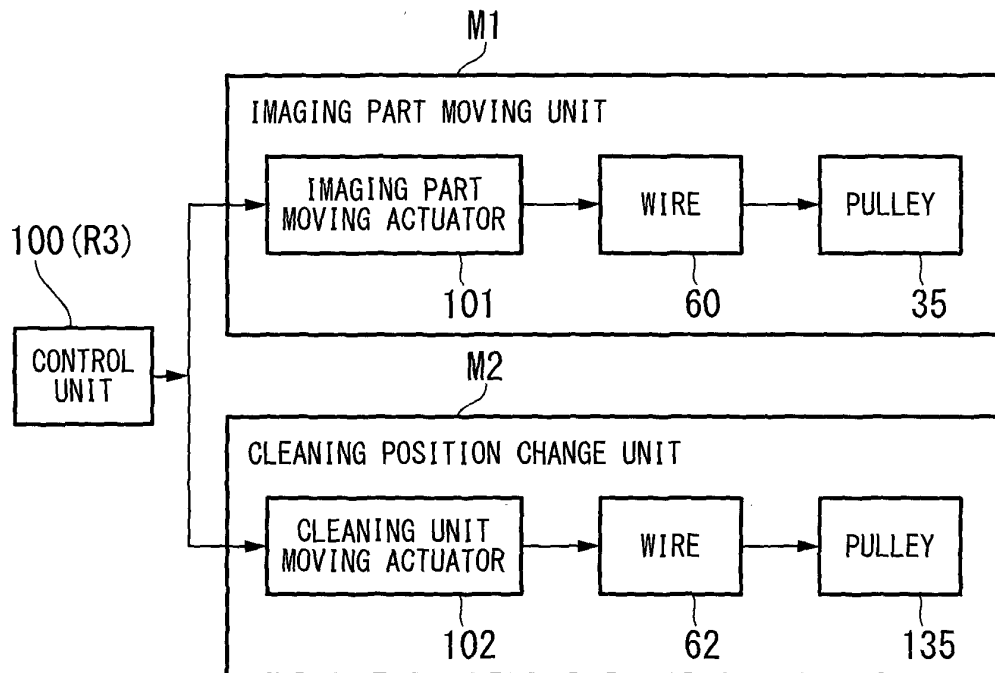 M1
IMAGING PART MOVING UNIT
IMAGING PART
MOVING ACTUATOR
WIRE
PULLEY
101
60
35
100(R3)
CONTROL
UNIT
M2
CLEANING POSITION CHANGE UNIT
CLEANING UNIT
MOVING ACTUATOR
WIRE
PULLEY
102
62
135